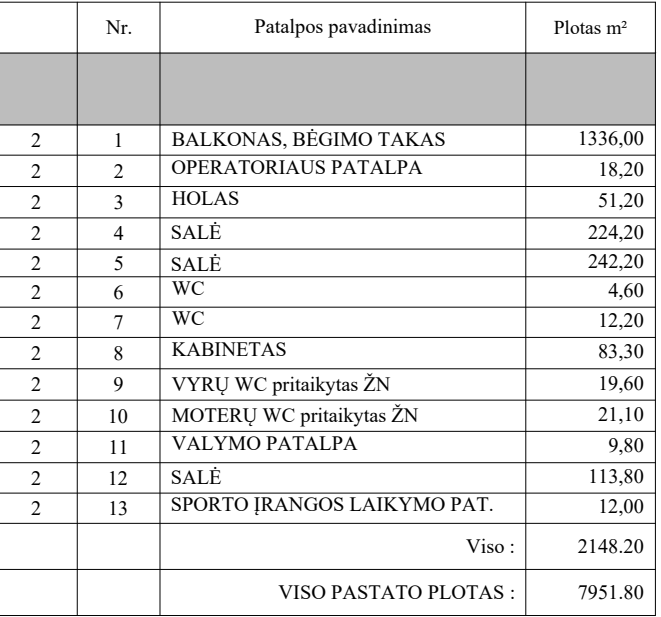 Nr. Patalpos pavadinimas Plotas m²
2 1 BALKONAS, BĖGIMO TAKAS 1336,00
2 2 OPERATORIAUS PATALPA 18,20
2 3 HOLAS 51,20
2 4 SALĖ 224,20
2 5 SALĖ 242,20
2 6 WC 4,60
2 7 WC 12,20
2 8 KABINETAS 83,30
2 9 VYRŲ WC pritaikytas ŽN 19,60
2 10 MOTERŲ WC pritaikytas ŽN 21,10
2 11 VALYMO PATALPA 9,80
2 12 SALĖ 113,80
2 13 SPORTO ĮRANGOS LAIKYMO PAT. 12,00
Viso : 2148.20
VISO PASTATO PLOTAS : 7951.80